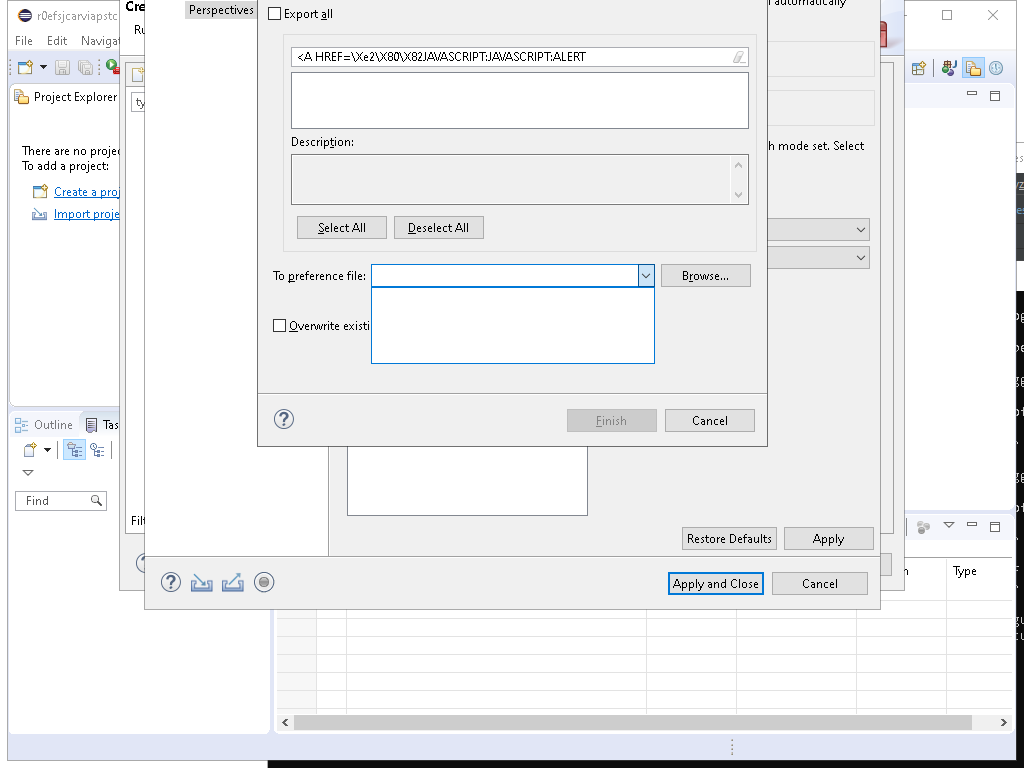 r0efsjcarviapstc
File Edit Navigat
Cre
Ru
Perspectives
Export all
l automatically
Project Explorer
ty
<A HREF=\Xe2\X80\X82JAVASCRIPT:JAVASCRIPT:ALERT
Description:
h mode set. Select
There are no projec
To add a project:
Create a proj
Import proje
Select All Deselect All
To preference file: Browse...
Overwrite existi
Outline Tas
Finish Cancel
Find
Filt
Restore Defaults Apply
Apply and Close Cancel
n Type